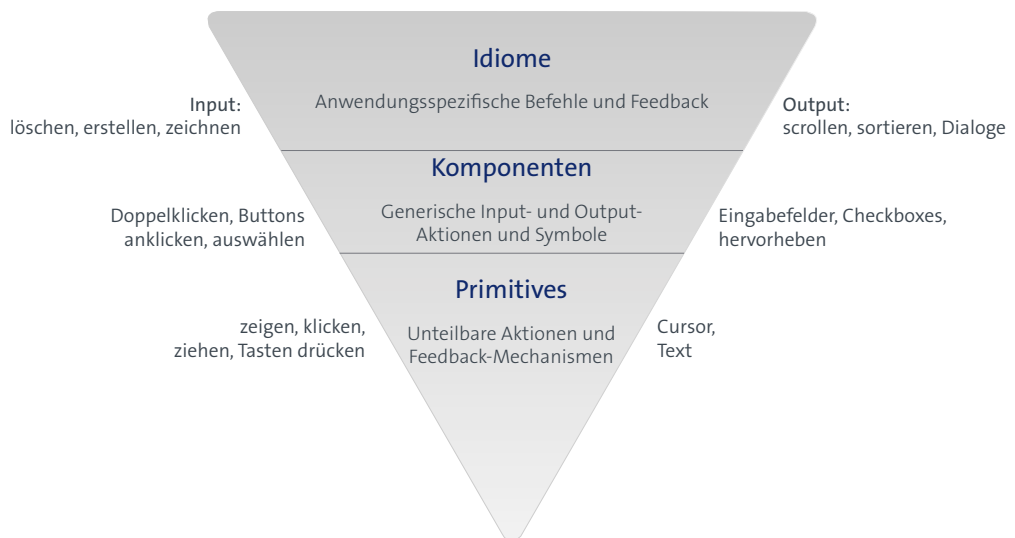 Idiome
Anwendungsspezifische Befehle und Feedback
Input:
löschen, erstellen, zeichnen
Output:
scrollen, sortieren, Dialoge
Komponenten
Generische Input- und Output-
Aktionen und Symbole
Doppelklicken, Buttons
anklicken, auswählen
Eingabefelder, Checkboxes,
hervorheben
Primitives
Unteilbare Aktionen und
Feedback-Mechanismen
zeigen, klicken,
ziehen, Tasten drücken
Cursor,
Text